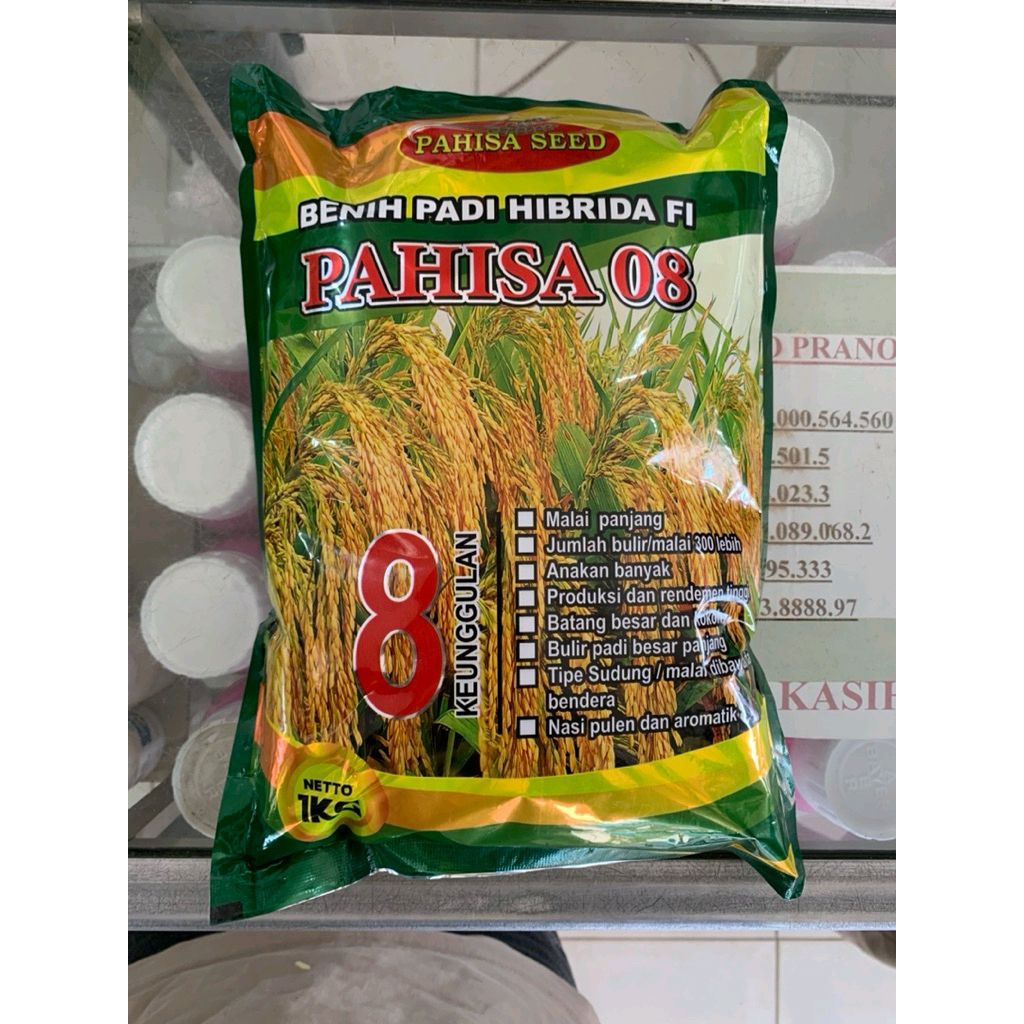 PAHISA SEED
BENIH PADI HIBRIDA FI
PAHISA 08
8
KEUNGGULAN
Malai panjang
Jumlah bulir/malai 300 lebih
Anakan banyak
Produksi dan rendemen tinggi
Batang besar dan kokoh
Bulir padi besar panjang
Tipe Sudung / malai
bendera
Nasi pulen dan aromatik
NETTO
1KG
PRANO
.000.564.560
.501.5
.023.3
.089.068.2
95.333
3.8888.97
KASIH